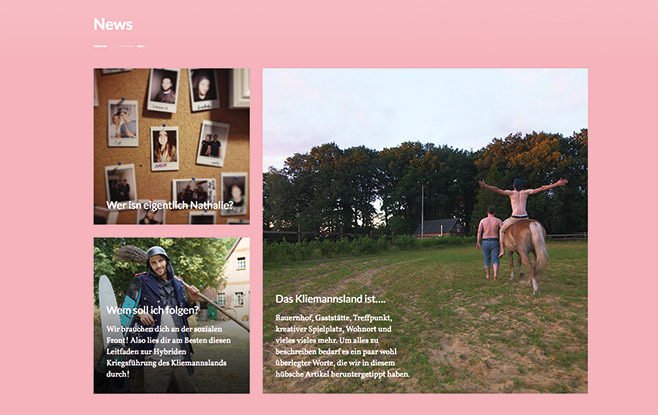 News
Wer isn eigentlich Nathalie?
Wem soll ich folgen?
Wir brauchen dich an der sozialen
Front! Also lies dir am Besten diesen
Leitfaden zur Hybriden
Kriegsführung des Kliemannslands
durch!
Das Kliemannsland ist....
Bauernhof, Gaststätte, Treffpunkt,
kreativer Spielplatz, Wohnort und
vieles vieles mehr. Um alles zu
beschreiben bedarf es ein paar wohl
überlegter Worte, die wir in diesem
hübsche Artikel heruntergetippt haben.